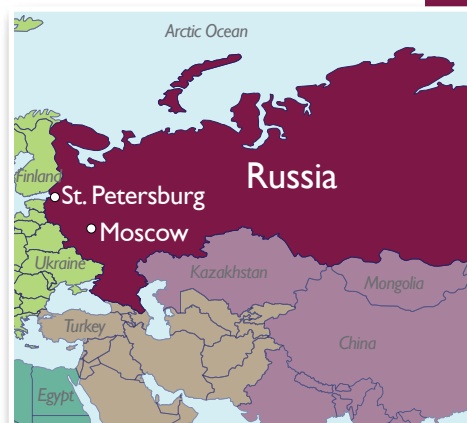 Arctic Ocean
Russia
Finland
St. Petersburg
Moscow
Ukraine
Kazakhstan
Mongolia
Turkey
China
Egypt